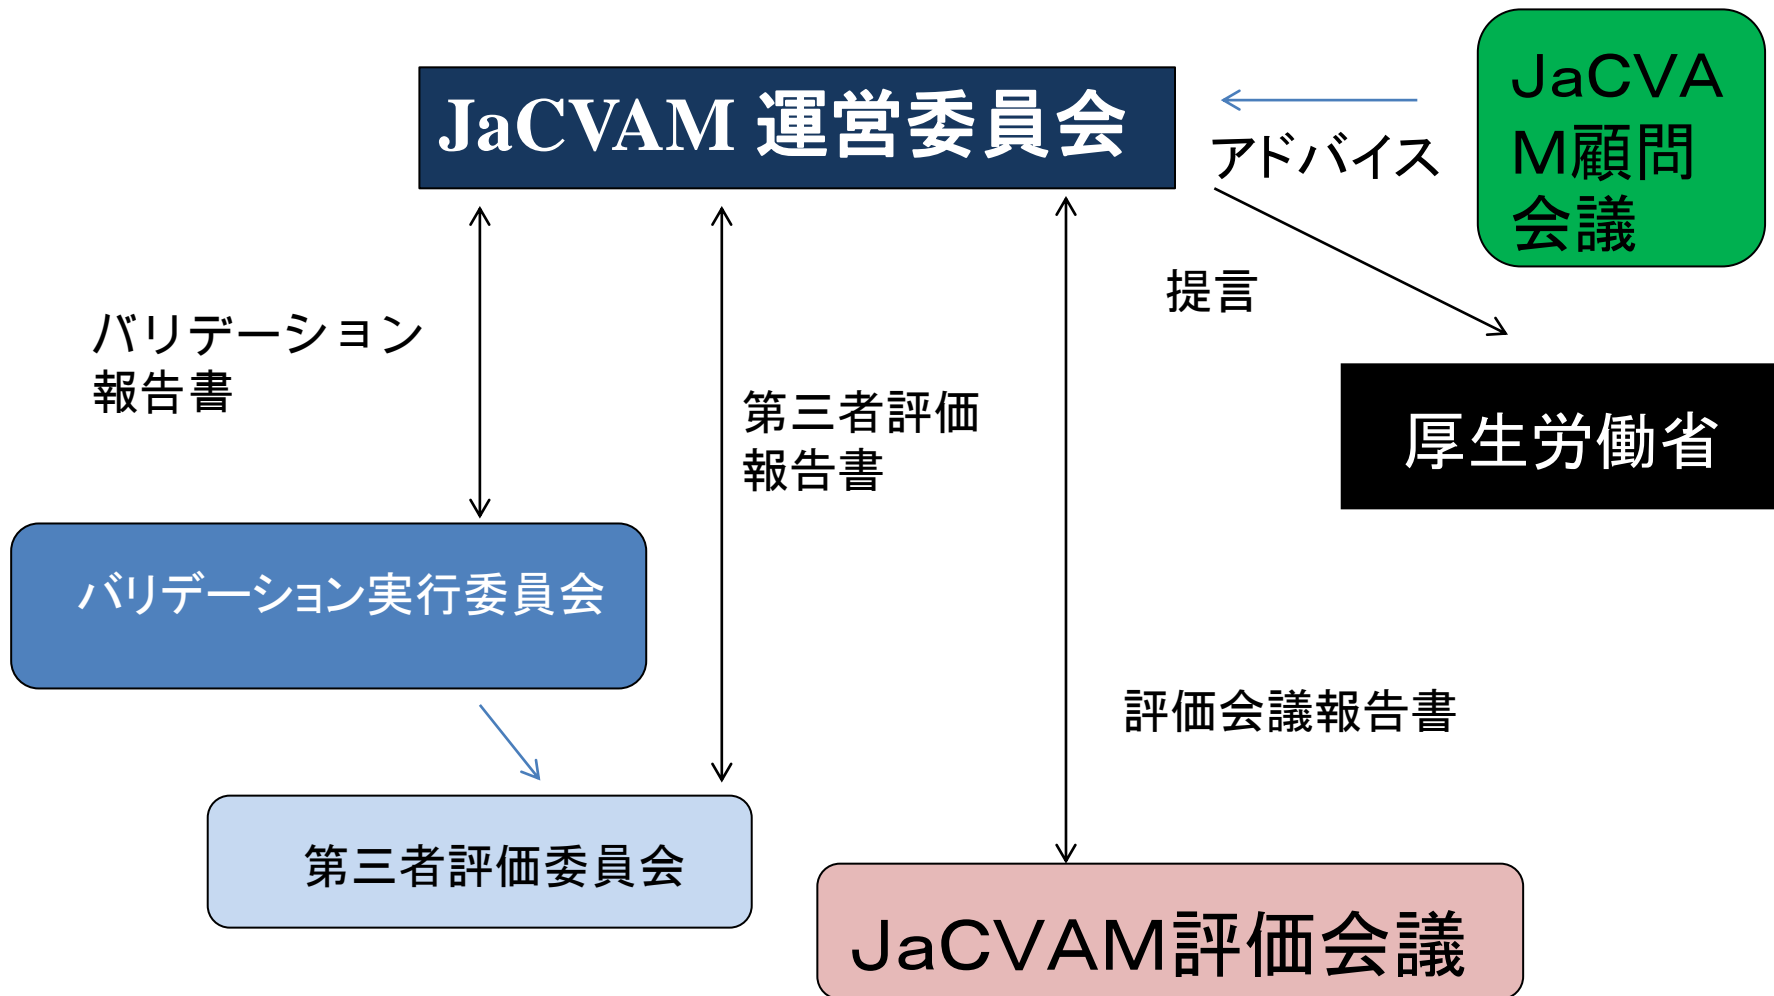 JaCVAM 運営委員会
JaCVA
M顧問
会議
アドバイス
提言
バリデーション
報告書
第三者評価
報告書
厚生労働省
バリデーション実行委員会
評価会議報告書
第三者評価委員会
JaCVAM評価会議